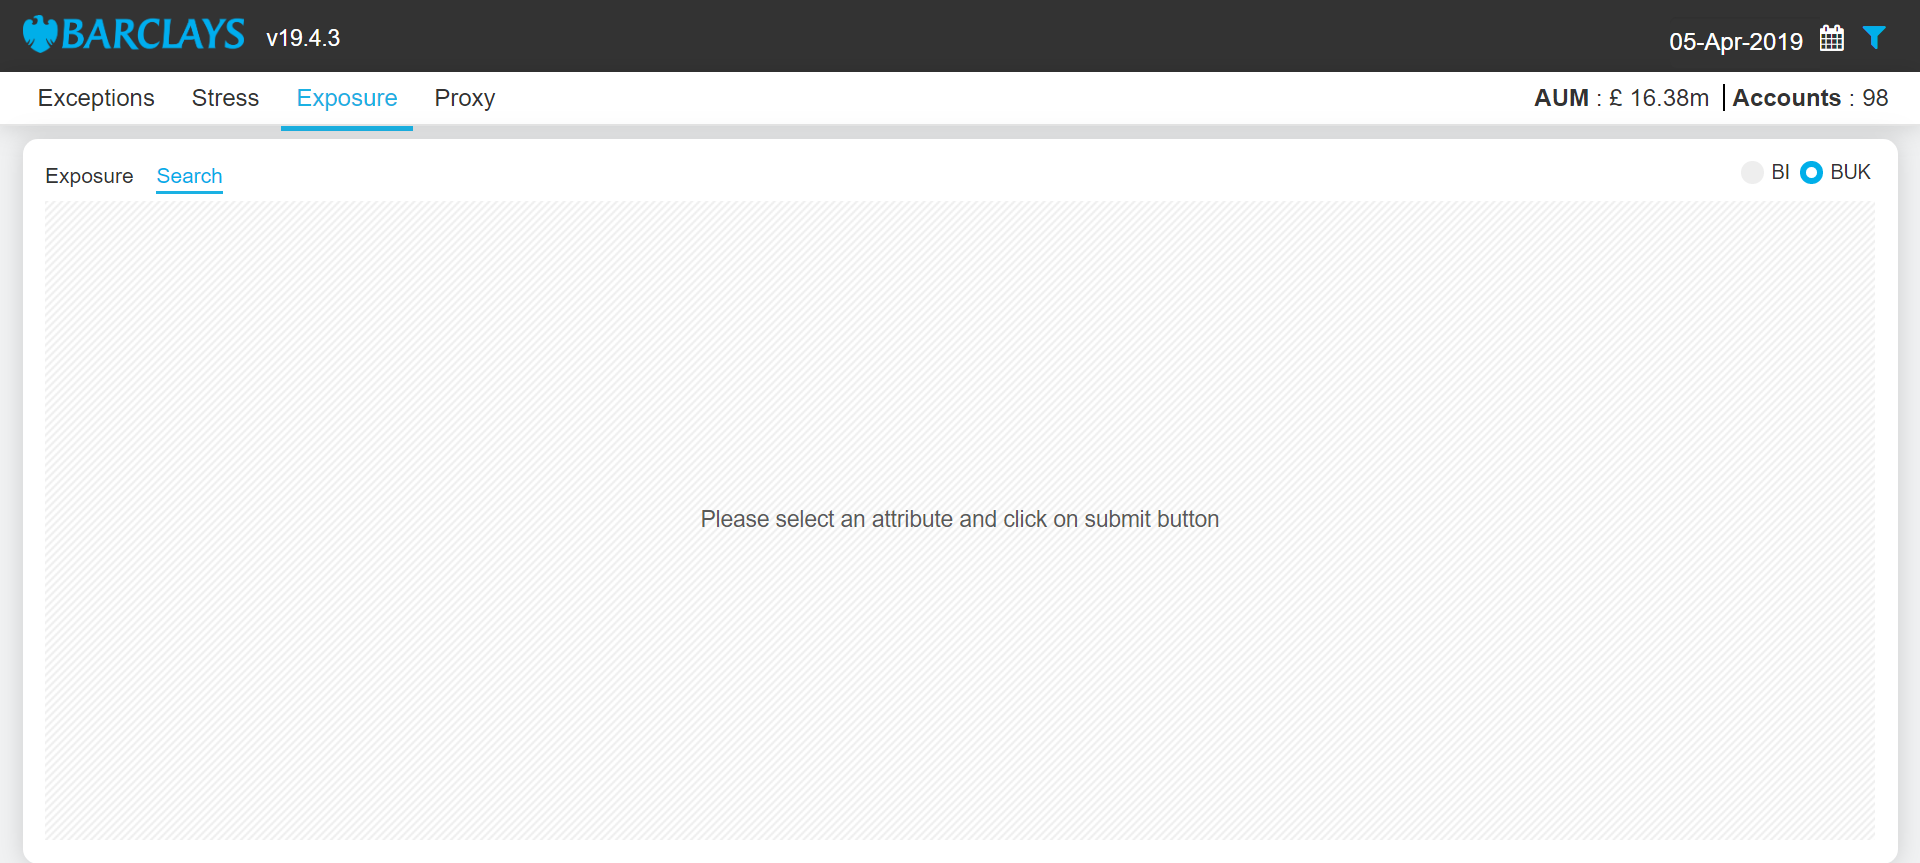 BARCLAYS v19.4.3 05-Apr-2019
Exceptions Stress Exposure Proxy AUM : £ 16.38m Accounts : 98
Exposure Search BI BUK
Please select an attribute and click on submit button